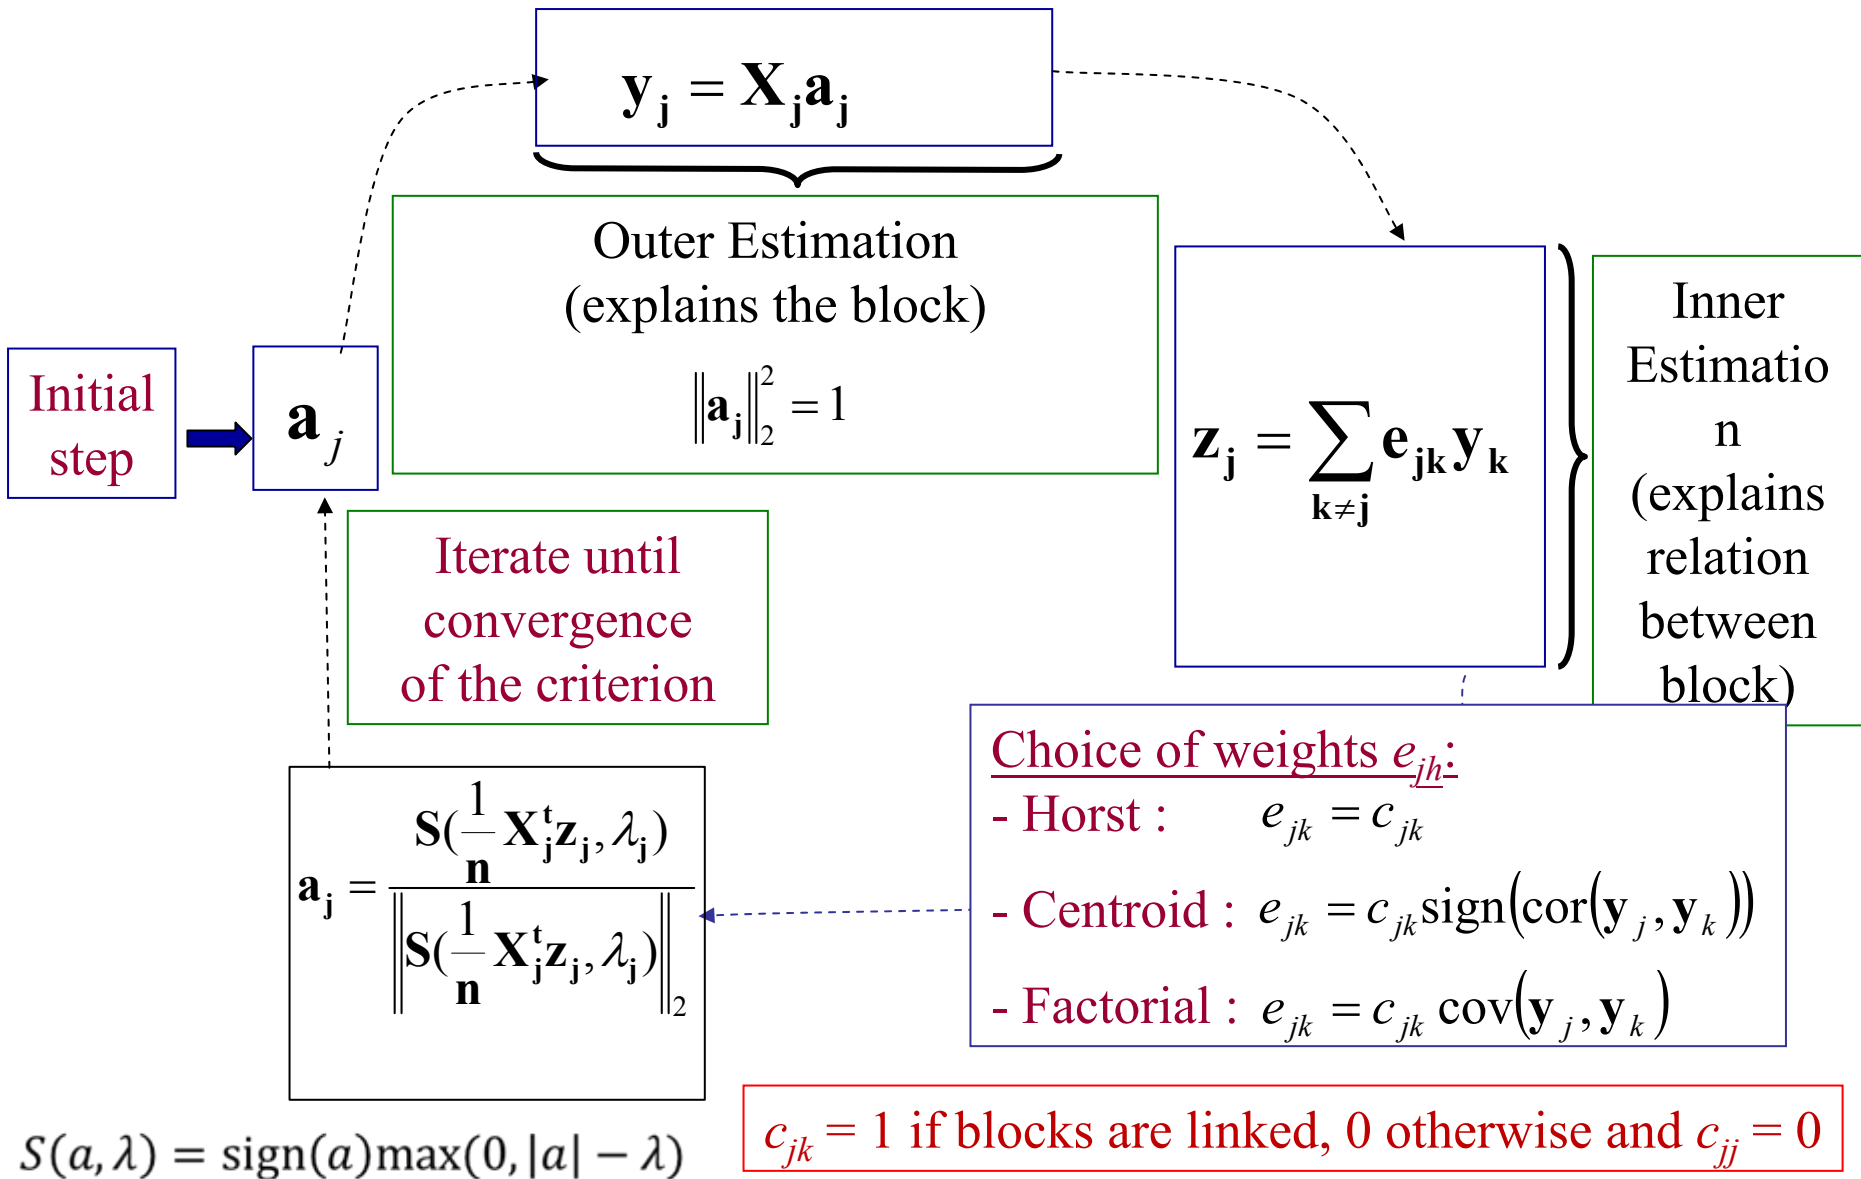 y_j = X_j a_j
Outer Estimation
(explains the block)
‖a_j‖₂² = 1
Initial
step
a_j
z_j = ∑_{k≠j} e_jk y_k
Inner
Estimatio
n
(explains
relation
between
block)
Iterate until
convergence
of the criterion
Choice of weights e_jh:
- Horst : e_jk = c_jk
- Centroid : e_jk = c_jk sign(cor(y_j, y_k))
- Factorial : e_jk = c_jk cov(y_j, y_k)
a_j = S(1/n X_j^t z_j, λ_j) / ‖S(1/n X_j^t z_j, λ_j)‖₂
c_jk = 1 if blocks are linked, 0 otherwise and c_jj = 0
S(a, λ) = sign(a)max(0, |a| − λ)